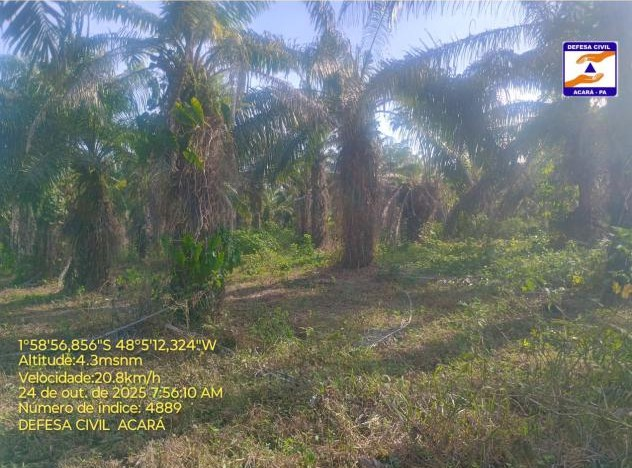 DEFESA CIVIL
ACARÁ - PA
1°58'56,856"S 48°5'12,324"W
Altitude:4.3msnm
Velocidade:20.8km/h
24 de out. de 2025 7:56:10 AM
Número de índice: 4889
DEFESA CIVIL ACARÁ